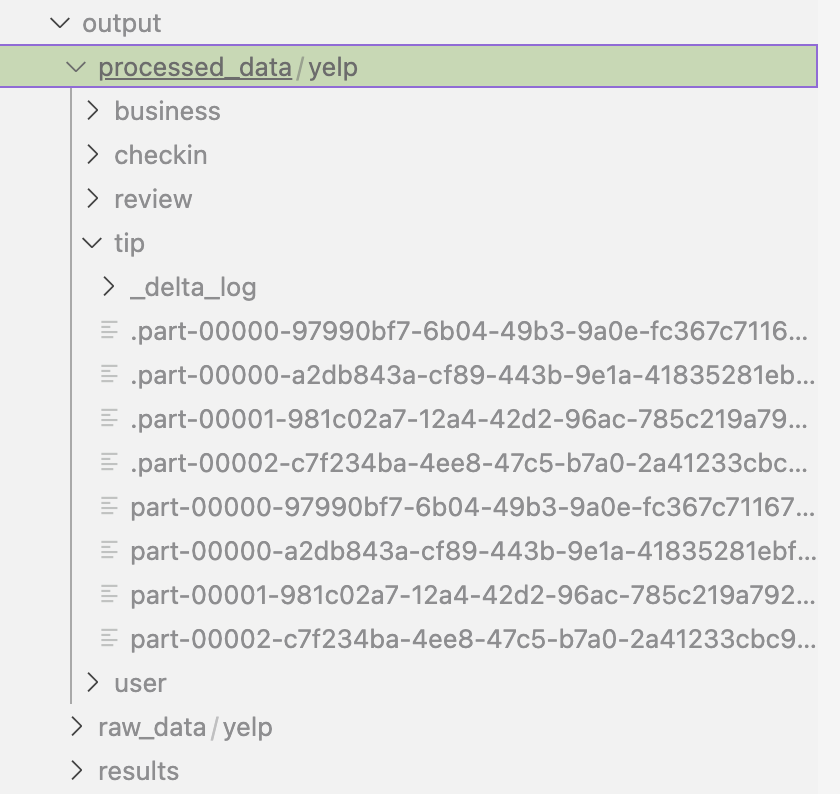 output
processed_data/yelp
business
checkin
review
tip
_delta_log
.part-00000-97990bf7-6b04-49b3-9a0e-fc367c7116...
.part-00000-a2db843a-cf89-443b-9e1a-41835281eb...
.part-00001-981c02a7-12a4-42d2-96ac-785c219a79...
.part-00002-c7f234ba-4ee8-47c5-b7a0-2a41233cbc...
part-00000-97990bf7-6b04-49b3-9a0e-fc367c71167...
part-00000-a2db843a-cf89-443b-9e1a-41835281ebf...
part-00001-981c02a7-12a4-42d2-96ac-785c219a792...
part-00002-c7f234ba-4ee8-47c5-b7a0-2a41233cbc9...
user
raw_data/yelp
results